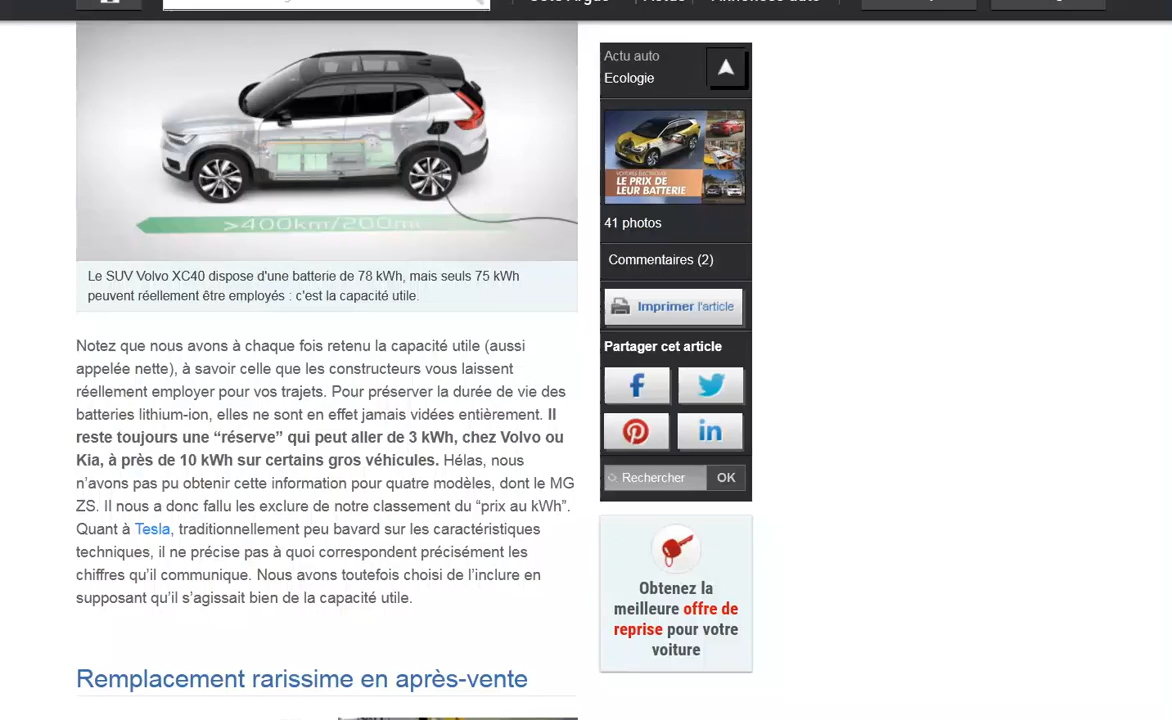 >400km/200mi
Le SUV Volvo XC40 dispose d'une batterie de 78 kWh, mais seuls 75 kWh
peuvent réellement être employés : c'est la capacité utile.
Notez que nous avons à chaque fois retenu la capacité utile (aussi
appelée nette), à savoir celle que les constructeurs vous laissent
réellement employer pour vos trajets. Pour préserver la durée de vie des
batteries lithium-ion, elles ne sont en effet jamais vidées entièrement. Il
reste toujours une “réserve” qui peut aller de 3 kWh, chez Volvo ou
Kia, à près de 10 kWh sur certains gros véhicules. Hélas, nous
n’avons pas pu obtenir cette information pour quatre modèles, dont le MG
ZS. Il nous a donc fallu les exclure de notre classement du “prix au kWh”.
Quant à Tesla, traditionnellement peu bavard sur les caractéristiques
techniques, il ne précise pas à quoi correspondent précisément les
chiffres qu’il communique. Nous avons toutefois choisi de l’inclure en
supposant qu’il s’agissait bien de la capacité utile.
Remplacement rarissime en après-vente
Actu auto
Ecologie
VOITURES ÉLECTRIQUES
LE PRIX DE
LEUR BATTERIE
41 photos
Commentaires (2)
Imprimer l'article
Partager cet article
Rechercher OK
Obtenez la
meilleure offre de
reprise pour votre
voiture